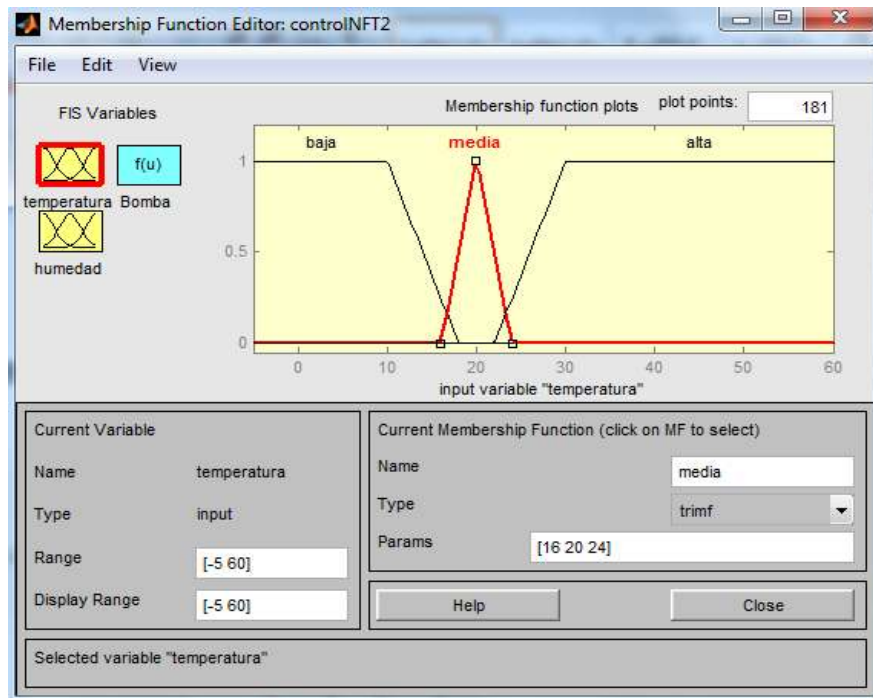 Membership Function Editor: controlNFT2
File Edit View
FIS Variables
f(u)
temperatura Bomba
humedad
Membership function plots plot points: 181
baja media alta
1
0.5
0
0 10 20 30 40 50 60
input variable "temperatura"
Current Variable
Name temperatura
Type input
Range [-5 60]
Display Range [-5 60]
Current Membership Function (click on MF to select)
Name media
Type trimf
Params [16 20 24]
Help Close
Selected variable "temperatura"